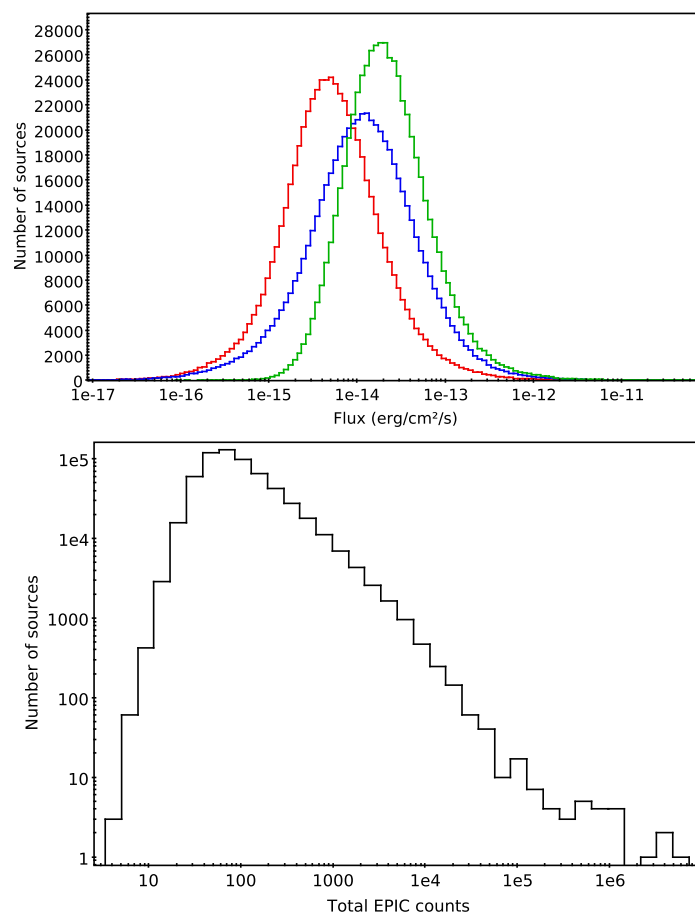 28000
26000
24000
22000
20000
18000
16000
14000
12000
10000
8000
6000
4000
2000
0
Number of sources
1e-17 1e-16 1e-15 1e-14 1e-13 1e-12 1e-11
Flux (erg/cm²/s)
1e5
1e4
1000
100
10
1
Number of sources
10 100 1000 1e4 1e5 1e6
Total EPIC counts